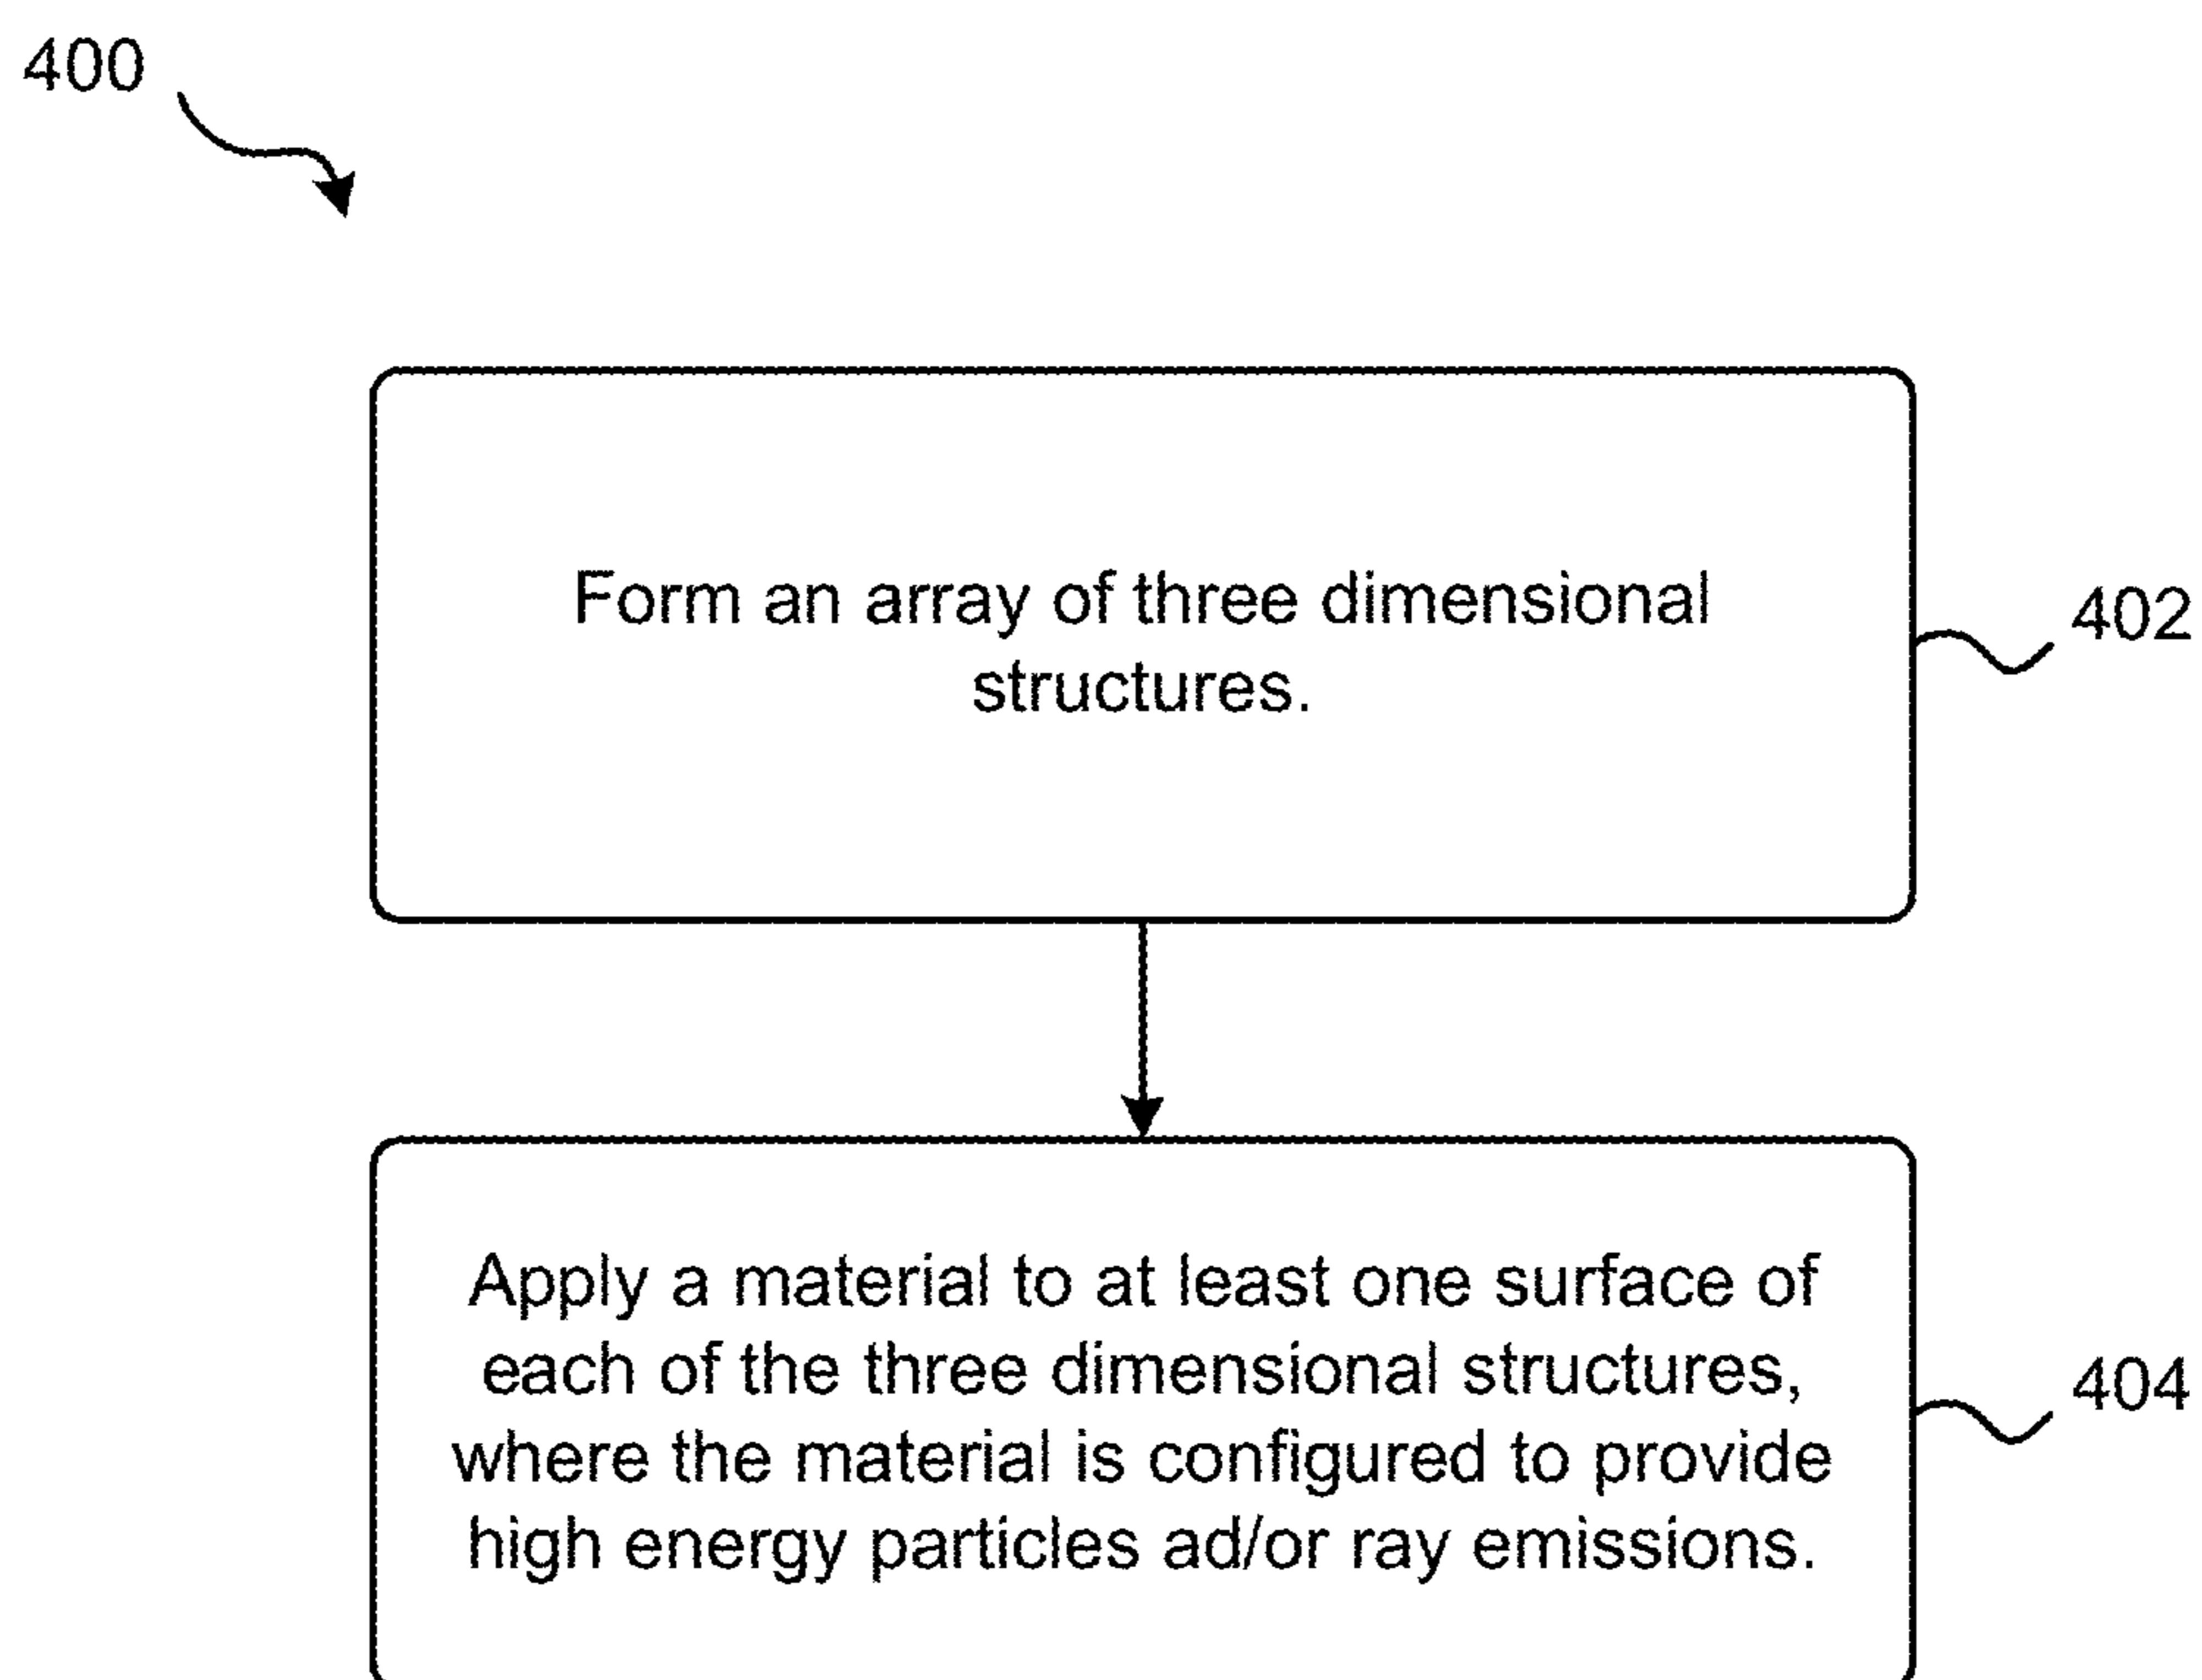 400
Form an array of three dimensional
structures.
402
Apply a material to at least one surface of
each of the three dimensional structures,
where the material is configured to provide
high energy particles ad/or ray emissions.
404